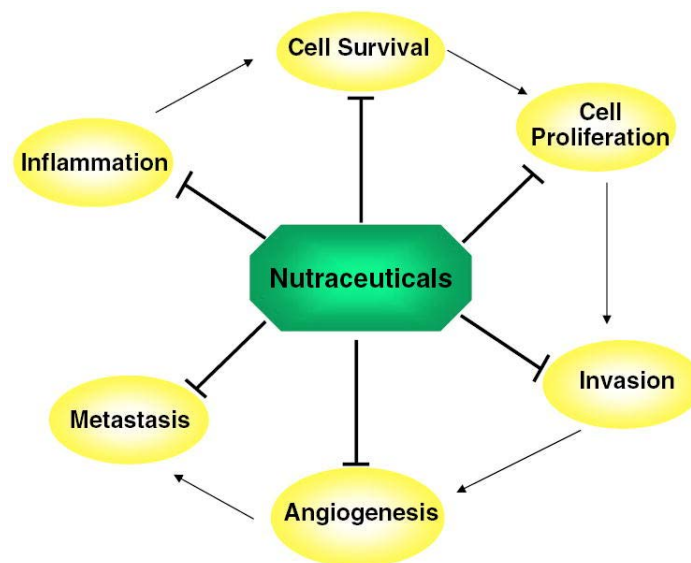 Cell Survival
Cell
Proliferation
Inflammation
Nutraceuticals
Invasion
Metastasis
Angiogenesis